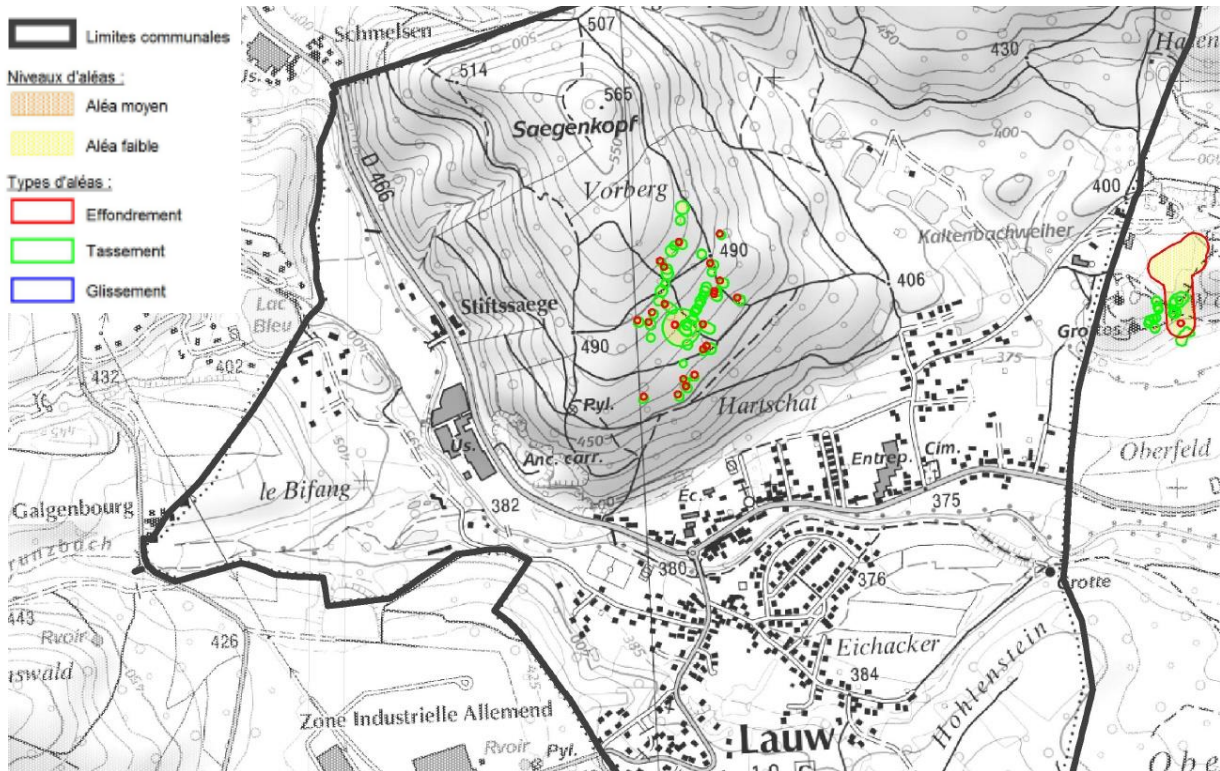 Limites communales
Niveaux d'aléas :
Aléa moyen
Aléa faible
Types d'aléas :
Effondrement
Tassement
Glissement
Schmelsen
Us.
507
514
500
565
550
Saegenkopf
Vorberg
D 466
450
430
400
400
Kaltenbachweiher
490
406
Stiftssaege
Lac
Bleu
Grottes
375
490
432
402
Pyl.
Hartschat
450
Us.
Anc. carr.
Entrep.
Cim.
Oberfeld
le Bifang
Galgenbourg
382
Ec.
375
380
376
Grotte
443
Rvoir
426
Eichacker
384
Hohlenstein
Zone Industrielle Allemend
Rvoir
Pyl.
Lauw